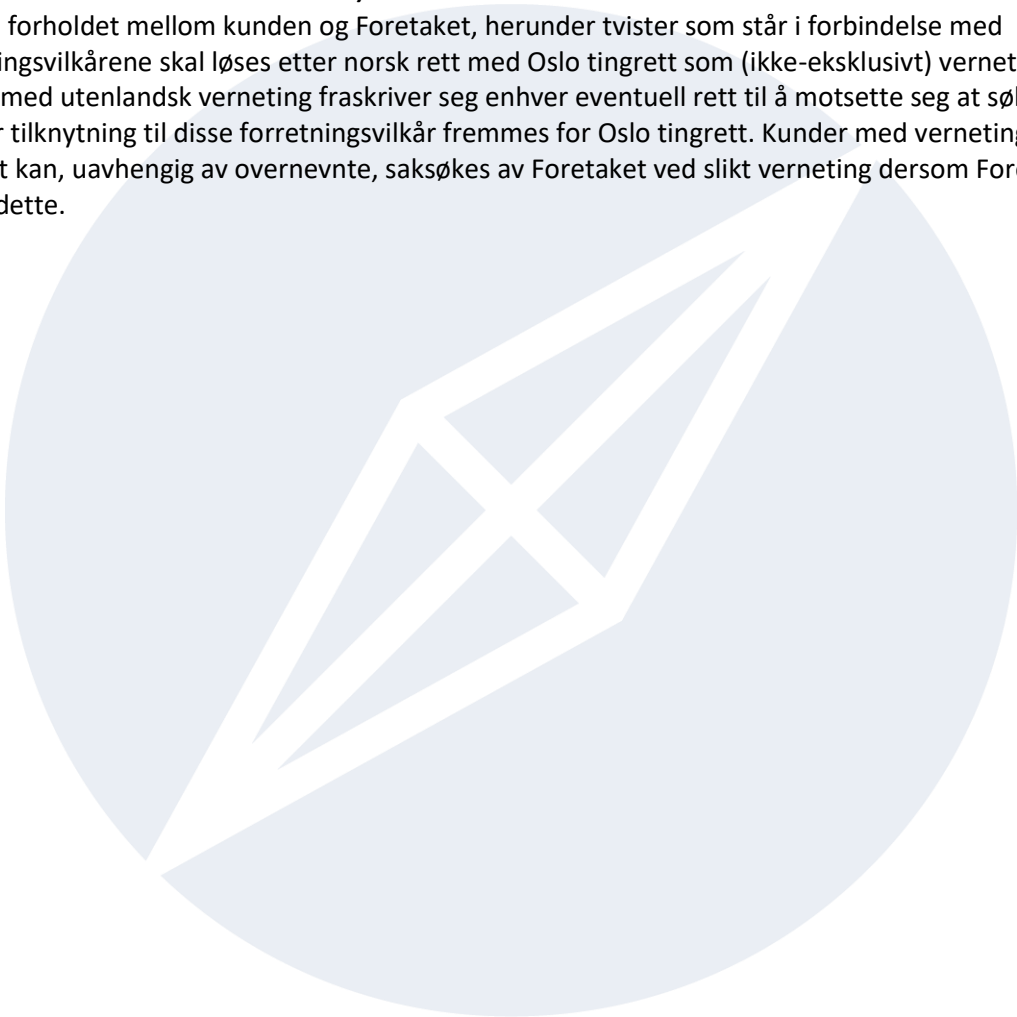 forholdet mellom kunden og Foretaket, herunder tvister som står i forbindelse med
ingsvilkårene skal løses etter norsk rett med Oslo tingrett som (ikke-eksklusivt) vernet
med utenlandsk verneting fraskriver seg enhver eventuell rett til å motsette seg at søk
tilknytning til disse forretningsvilkår fremmes for Oslo tingrett. Kunder med verneting
t kan, uavhengig av overnevnte, saksøkes av Foretaket ved slikt verneting dersom For
dette.